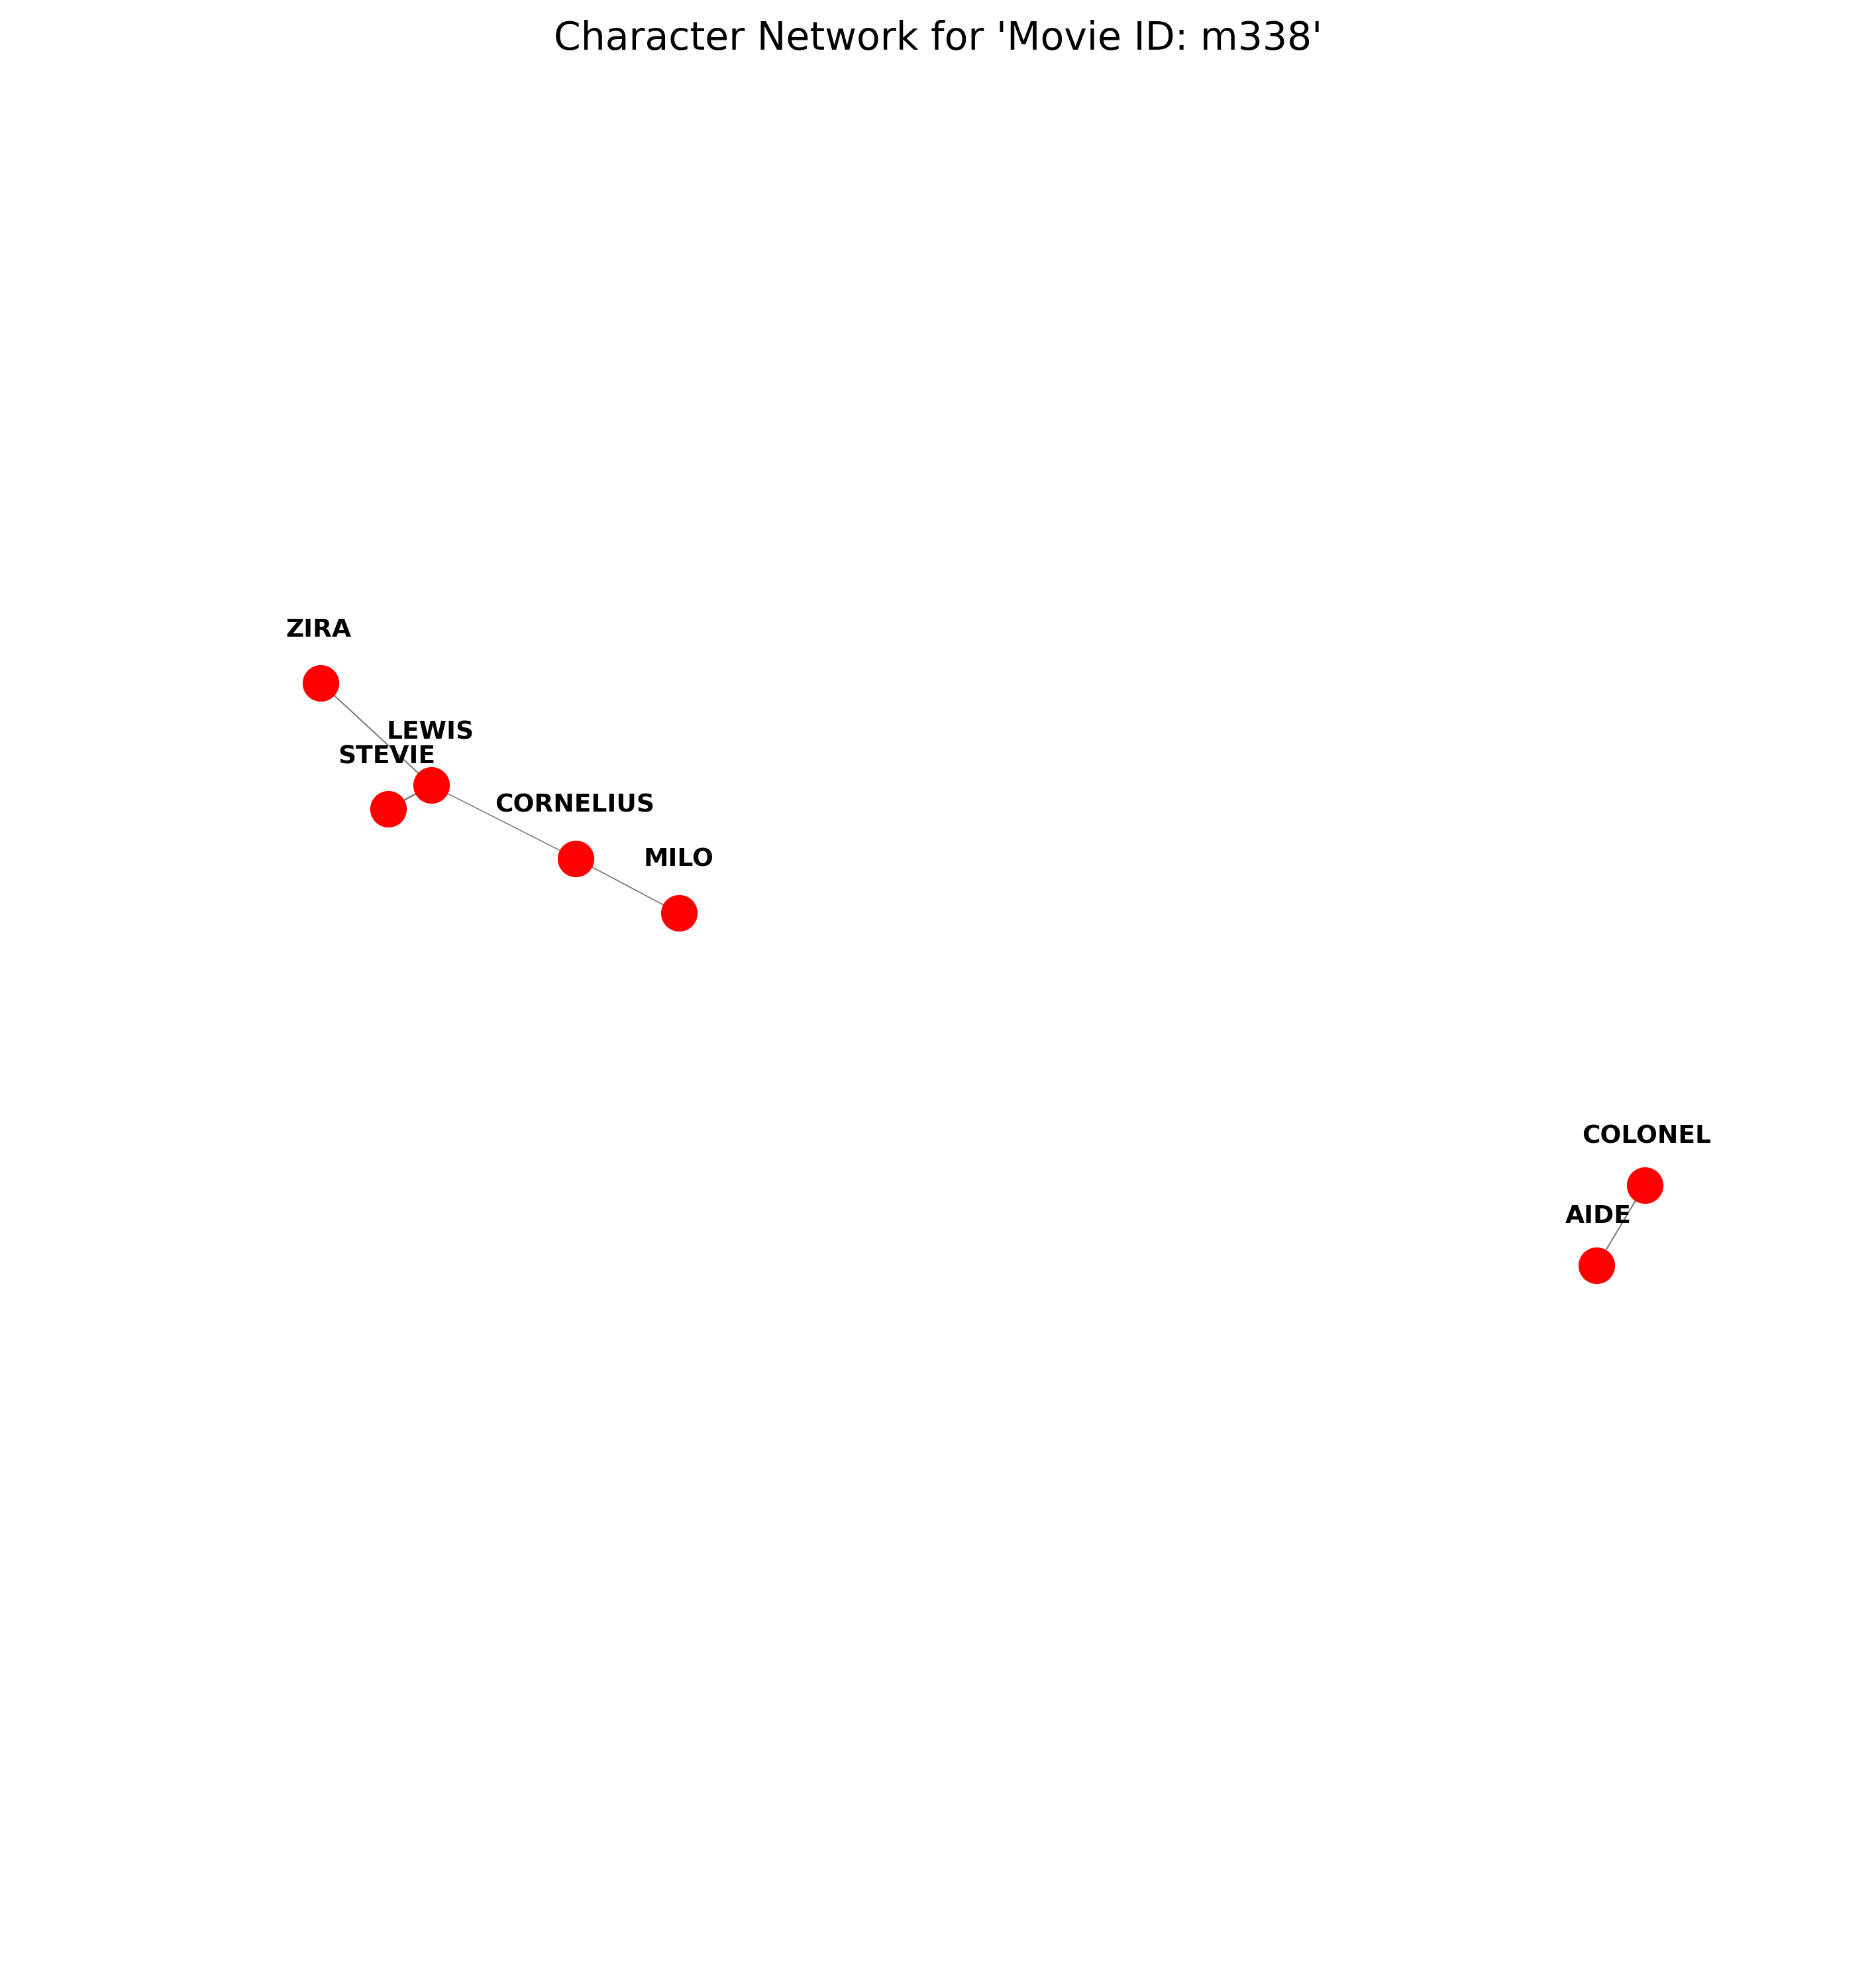 Character Network for 'Movie ID: m338'
ZIRA
LEWIS
STEVIE
CORNELIUS
MILO
COLONEL
AIDE